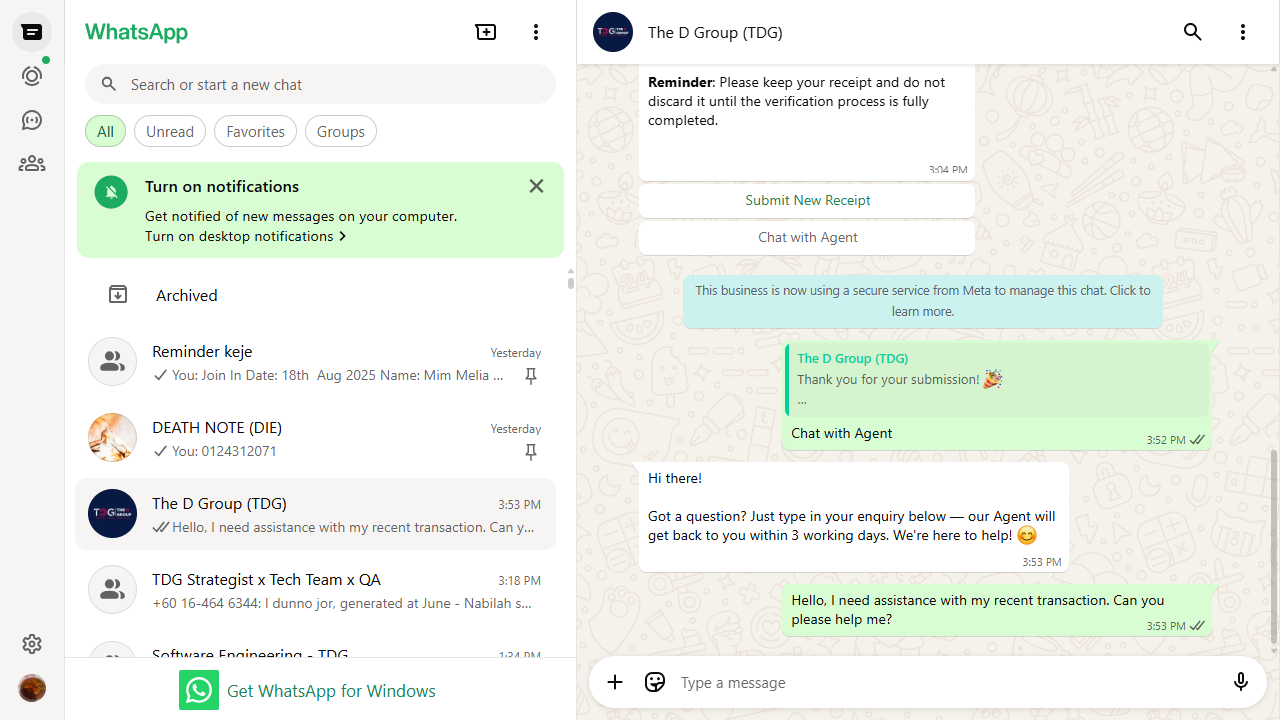 WhatsApp
Search or start a new chat
All
Unread
Favorites
Groups
Turn on notifications
Get notified of new messages on your computer.
Turn on desktop notifications
Archived
Reminder keje
Yesterday
You: Join In Date: 18th Aug 2025 Name: Mim Melia ...
DEATH NOTE (DIE)
Yesterday
You: 0124312071
The D Group (TDG)
3:53 PM
Hello, I need assistance with my recent transaction. Can y...
TDG Strategist x Tech Team x QA
3:18 PM
+60 16-464 6344: I dunno jor, generated at June - Nabilah s...
Software Engineering - TDG
1:34 PM
Get WhatsApp for Windows
The D Group (TDG)
Reminder: Please keep your receipt and do not
discard it until the verification process is fully
completed.
3:04 PM
Submit New Receipt
Chat with Agent
This business is now using a secure service from Meta to manage this chat. Click to
learn more.
The D Group (TDG)
Thank you for your submission! 🎉
...
Chat with Agent
3:52 PM
Hi there!
Got a question? Just type in your enquiry below — our Agent will
get back to you within 3 working days. We're here to help! 😊
3:53 PM
Hello, I need assistance with my recent transaction. Can you
please help me?
3:53 PM
Type a message